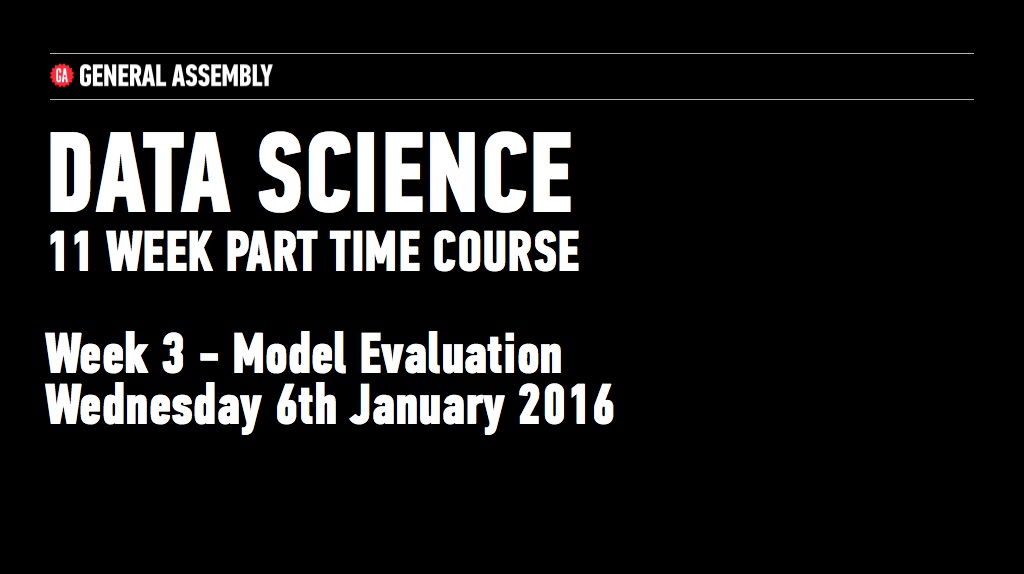 GA GENERAL ASSEMBLY
DATA SCIENCE
11 WEEK PART TIME COURSE
Week 3 – Model Evaluation
Wednesday 6th January 2016